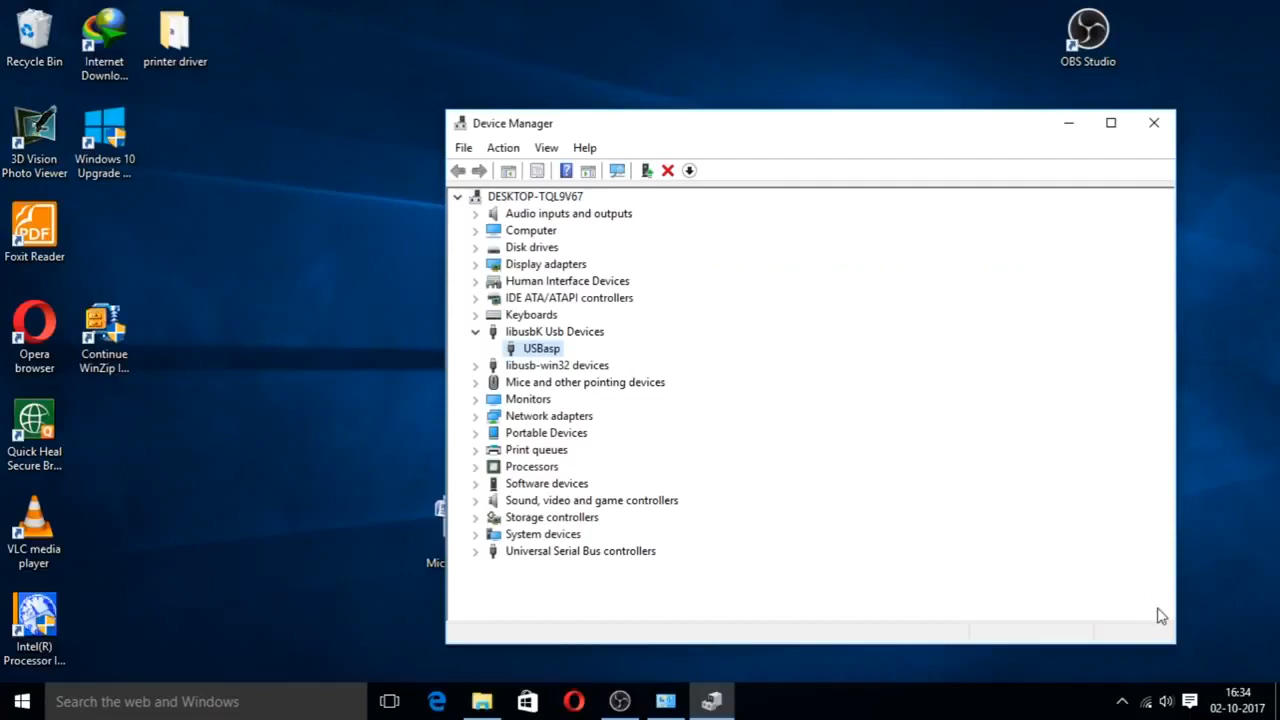 Recycle Bin
Internet
Downlo...
printer driver
OBS Studio
3D Vision
Photo Viewer
Windows 10
Upgrade ...
PDF
Foxit Reader
Opera
browser
Continue
WinZip I...
Quick Heal
Secure Br...
VLC media
player
Intel(R)
Processor I...
Mic
Device Manager
File Action View Help
DESKTOP-TQL9V67
Audio inputs and outputs
Computer
Disk drives
Display adapters
Human Interface Devices
IDE ATA/ATAPI controllers
Keyboards
libusbK Usb Devices
USBasp
libusb-win32 devices
Mice and other pointing devices
Monitors
Network adapters
Portable Devices
Print queues
Processors
Software devices
Sound, video and game controllers
Storage controllers
System devices
Universal Serial Bus controllers
Search the web and Windows
16:34
02-10-2017